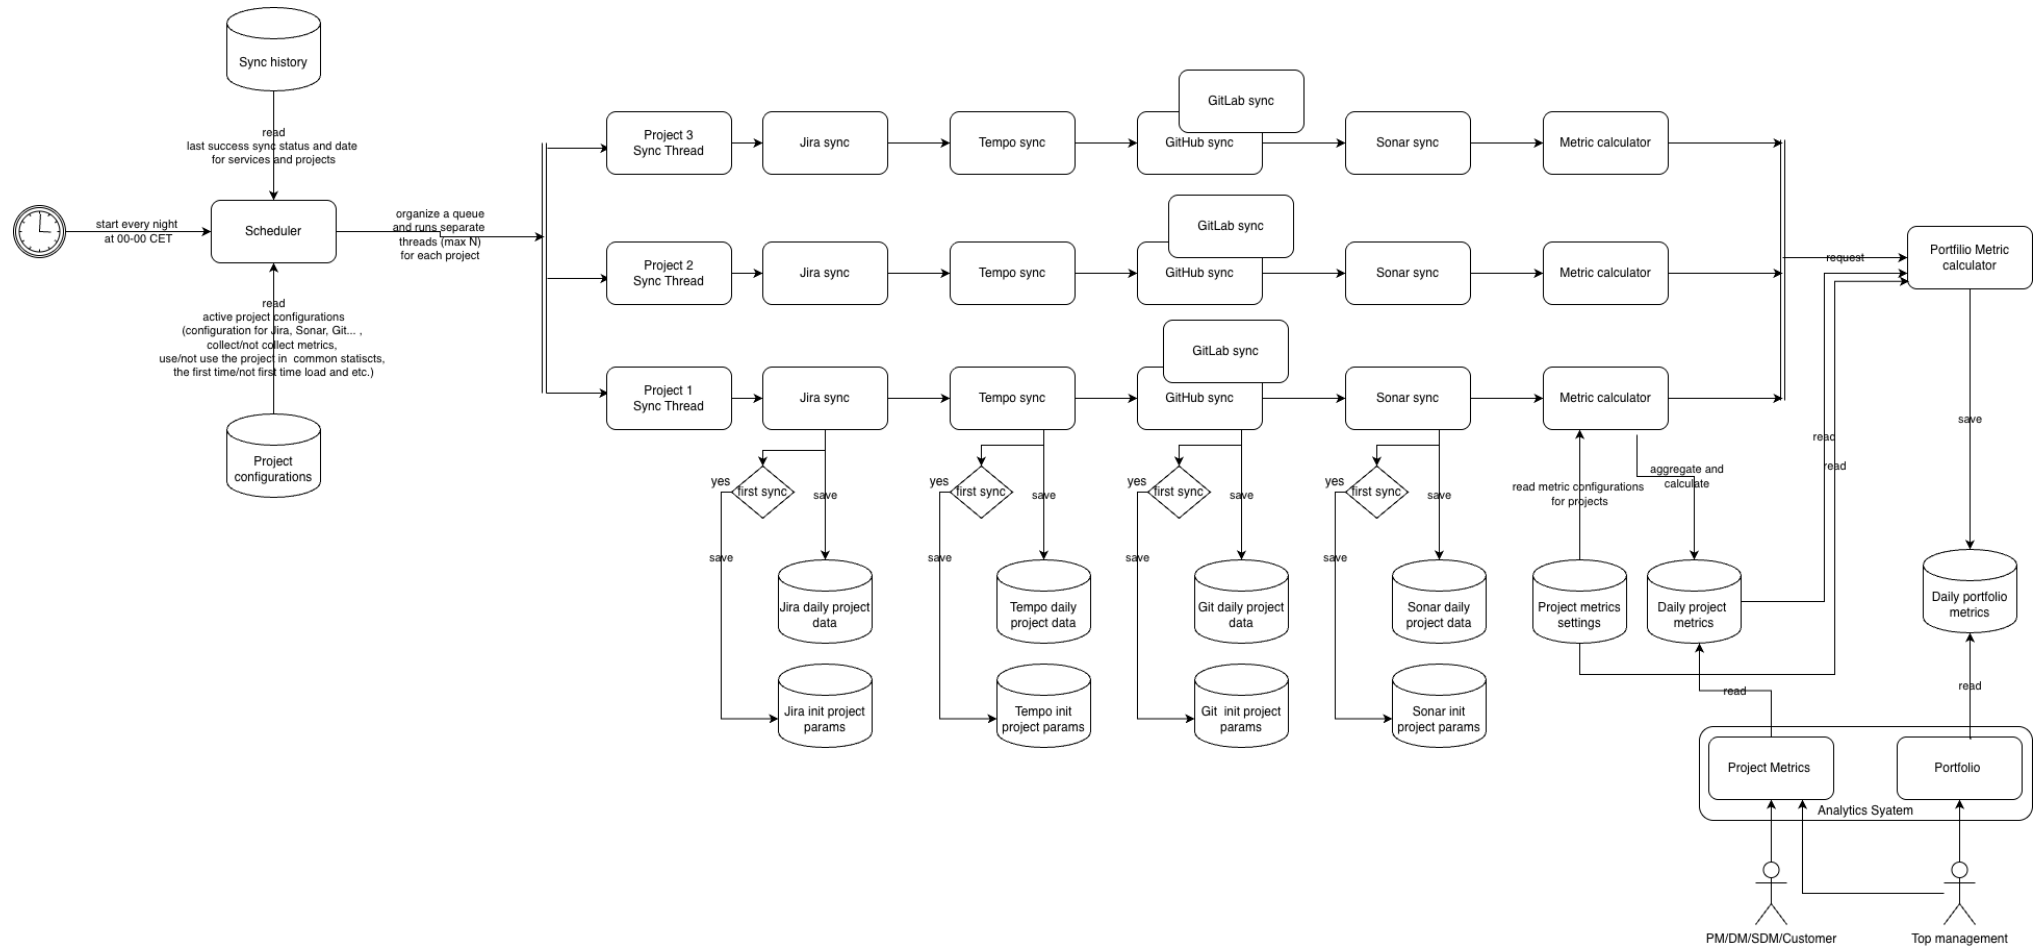 Sync history
read
last success sync status and date
for services and projects
start every night
at 00-00 CET
Scheduler
organize a queue
and runs separate
threads (max N)
for each project
read
active project configurations
(configuration for Jira, Sonar, Git... ,
collect/not collect metrics,
use/not use the project in  common statiscts,
the first time/not first time load and etc.)
Project
configurations
Project 3
Sync Thread
Jira sync
Tempo sync
GitLab sync
GitHub sync
Sonar sync
Metric calculator
Project 2
Sync Thread
Jira sync
Tempo sync
GitLab sync
GitHub sync
Sonar sync
Metric calculator
Project 1
Sync Thread
Jira sync
Tempo sync
GitLab sync
GitHub sync
Sonar sync
Metric calculator
request
Portfilio Metric
calculator
save
read
read
yes
first sync
save
save
Jira daily project
data
Jira init project
params
yes
first sync
save
save
Tempo daily
project data
Tempo init
project params
yes
first sync
save
save
Git daily project
data
Git  init project
params
yes
first sync
save
save
Sonar daily
project data
Sonar init
project params
read metric configurations
for projects
aggregate and
calculate
Project metrics
settings
Daily project
metrics
Daily portfolio
metrics
read
read
Project Metrics
Portfolio
Analytics Syatem
PM/DM/SDM/Customer
Top management